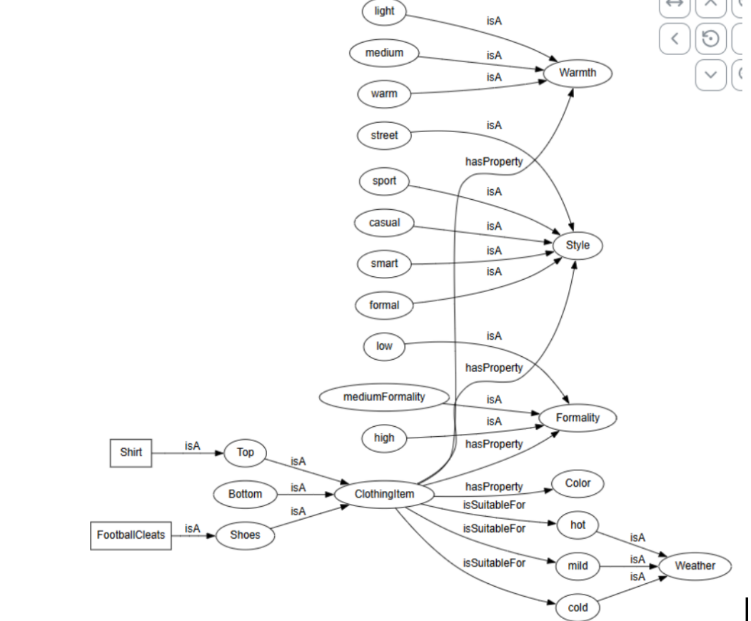 light
isA
medium
isA
Warmth
warm
isA
street
isA
hasProperty
sport
isA
casual
isA
smart
isA
Style
formal
isA
low
isA
hasProperty
mediumFormality
isA
Formality
high
isA
hasProperty
Shirt
isA
Top
isA
Bottom
isA
ClothingItem
hasProperty
Color
FootballCleats
isA
Shoes
isA
isSuitableFor
hot
isA
isSuitableFor
mild
isA
Weather
isSuitableFor
cold
isA